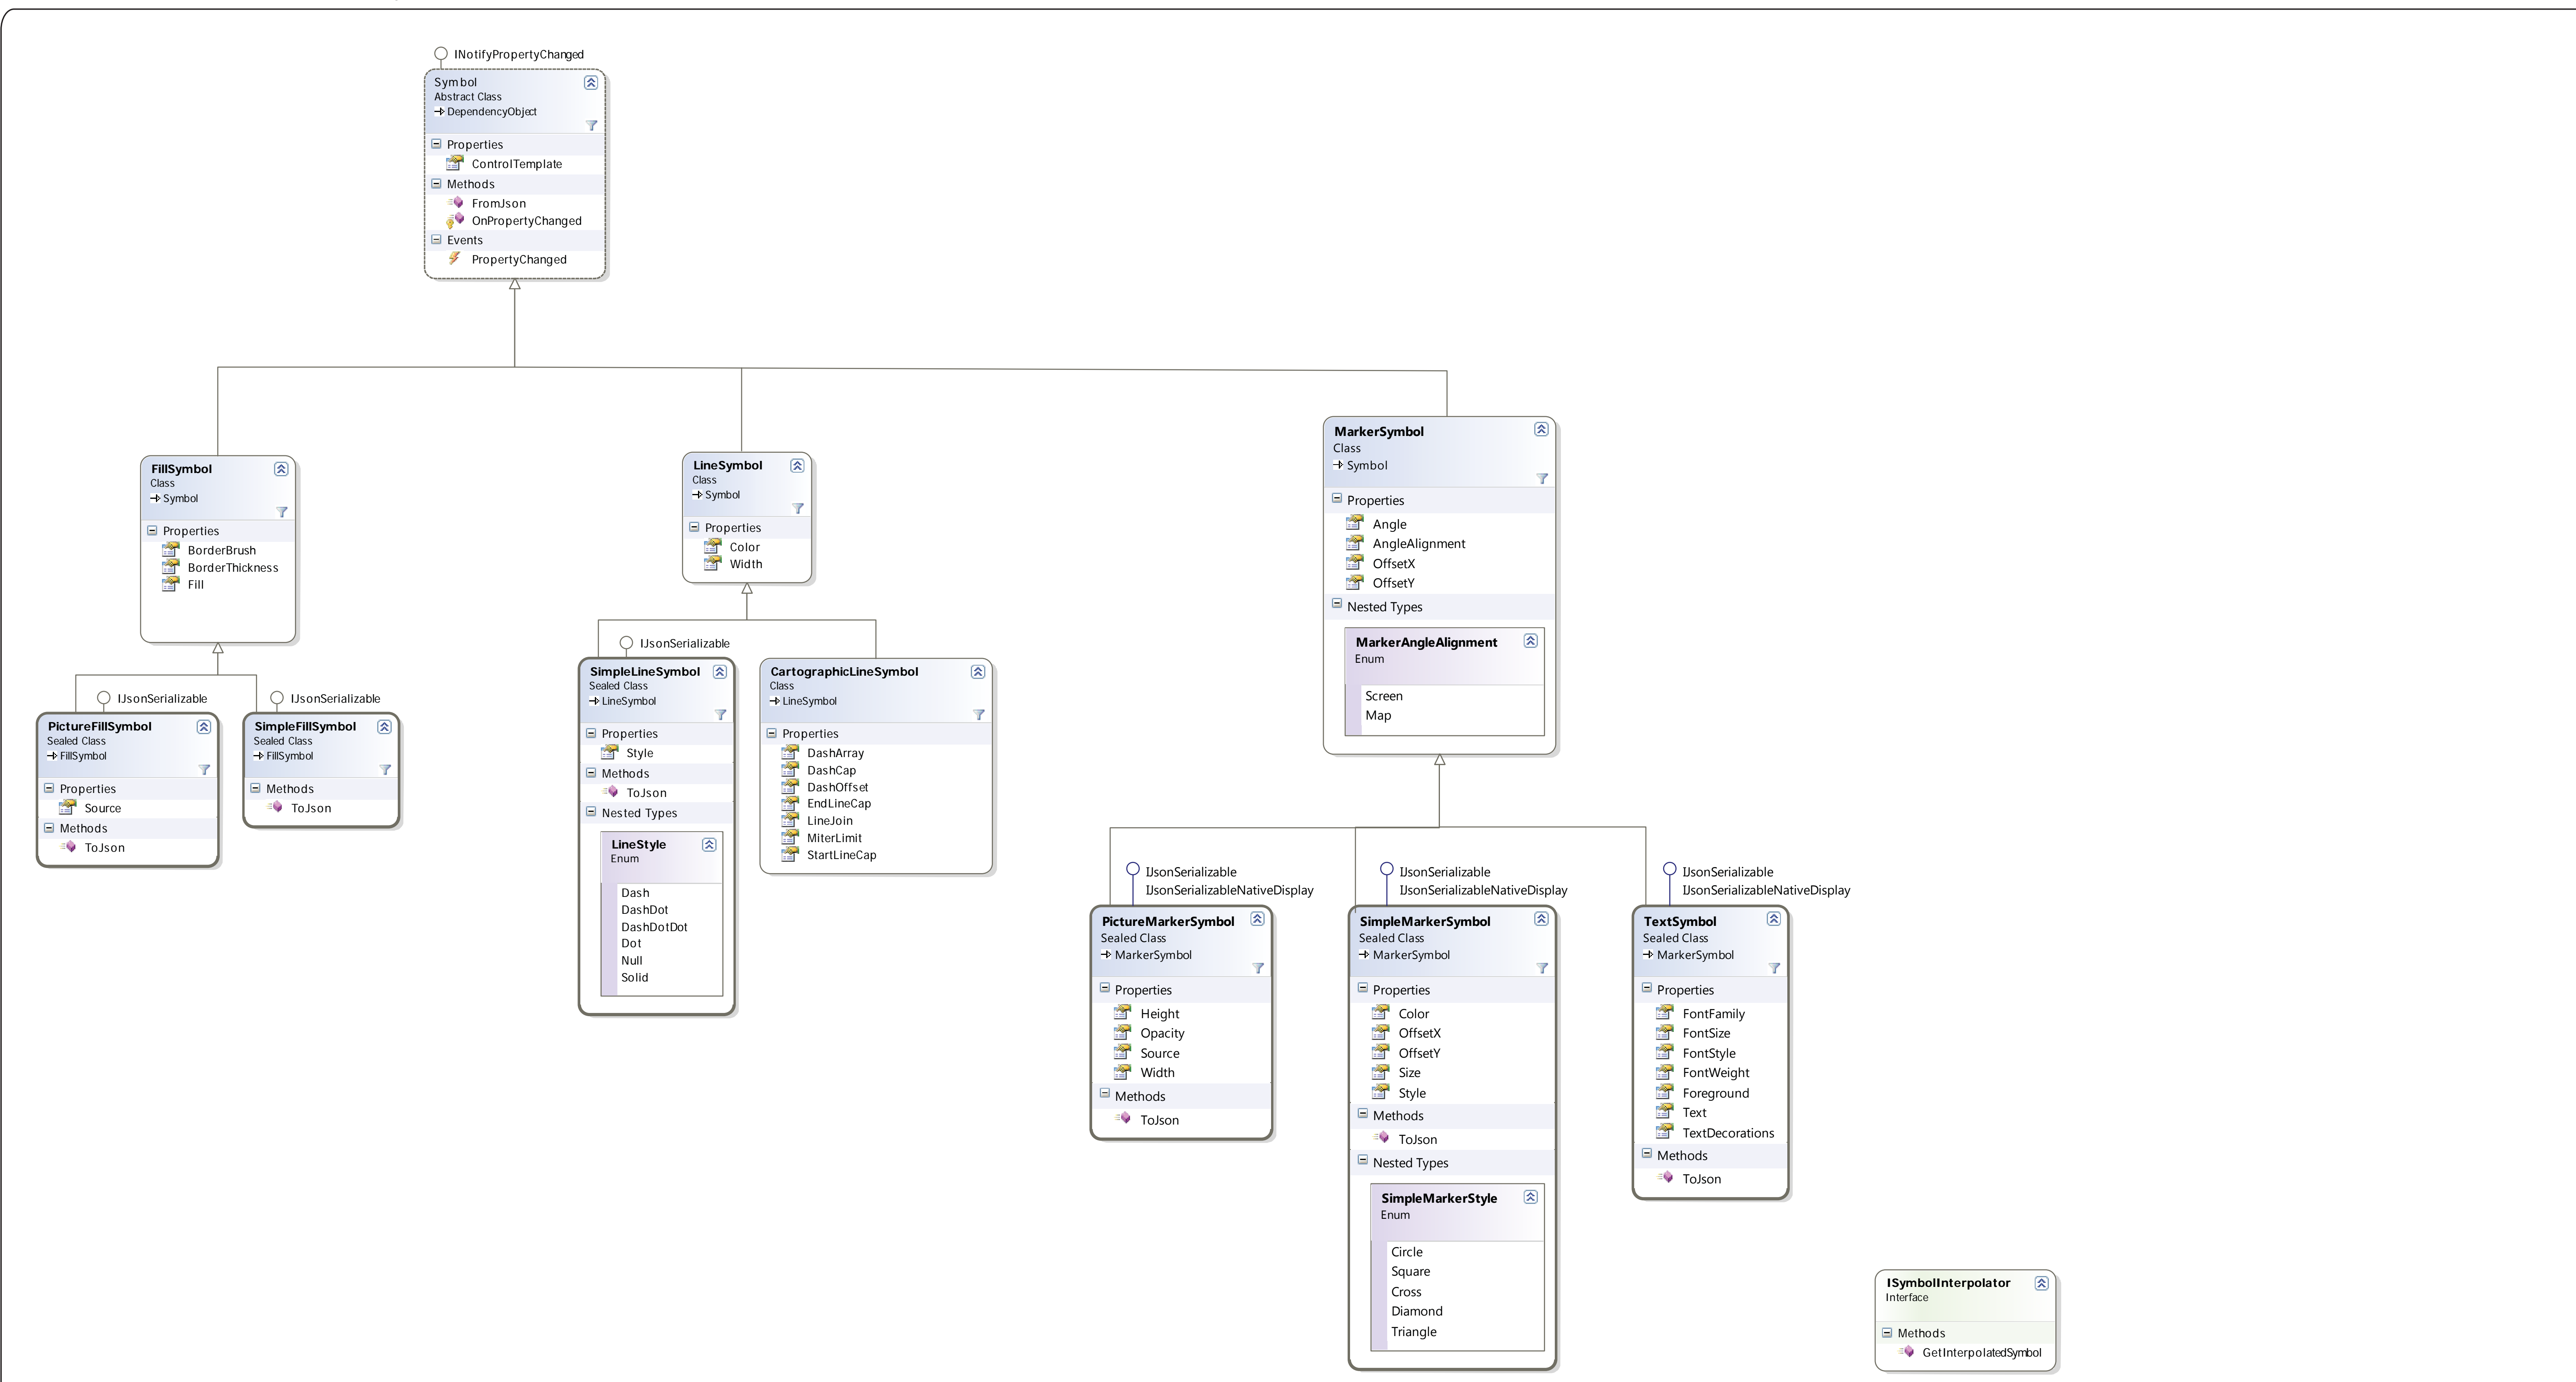 INotifyPropertyChanged
Symbol
Abstract Class
DependencyObject
Properties
ControlTemplate
Methods
FromJson
OnPropertyChanged
Events
PropertyChanged
FillSymbol
Class
Symbol
Properties
BorderBrush
BorderThickness
Fill
IJsonSerializable
PictureFillSymbol
Sealed Class
FillSymbol
Properties
Source
Methods
ToJson
IJsonSerializable
SimpleFillSymbol
Sealed Class
FillSymbol
Methods
ToJson
LineSymbol
Class
Symbol
Properties
Color
Width
IJsonSerializable
SimpleLineSymbol
Sealed Class
LineSymbol
Properties
Style
Methods
ToJson
Nested Types
LineStyle
Enum
Dash
DashDot
DashDotDot
Dot
Null
Solid
CartographicLineSymbol
Class
LineSymbol
Properties
DashArray
DashCap
DashOffset
EndLineCap
LineJoin
MiterLimit
StartLineCap
MarkerSymbol
Class
Symbol
Properties
Angle
AngleAlignment
OffsetX
OffsetY
Nested Types
MarkerAngleAlignment
Enum
Screen
Map
IJsonSerializable
IJsonSerializableNativeDisplay
PictureMarkerSymbol
Sealed Class
MarkerSymbol
Properties
Height
Opacity
Source
Width
Methods
ToJson
IJsonSerializable
IJsonSerializableNativeDisplay
SimpleMarkerSymbol
Sealed Class
MarkerSymbol
Properties
Color
OffsetX
OffsetY
Size
Style
Methods
ToJson
Nested Types
SimpleMarkerStyle
Enum
Circle
Square
Cross
Diamond
Triangle
IJsonSerializable
IJsonSerializableNativeDisplay
TextSymbol
Sealed Class
MarkerSymbol
Properties
FontFamily
FontSize
FontStyle
FontWeight
Foreground
Text
TextDecorations
Methods
ToJson
ISymbolInterpolator
Interface
Methods
GetInterpolatedSymbol